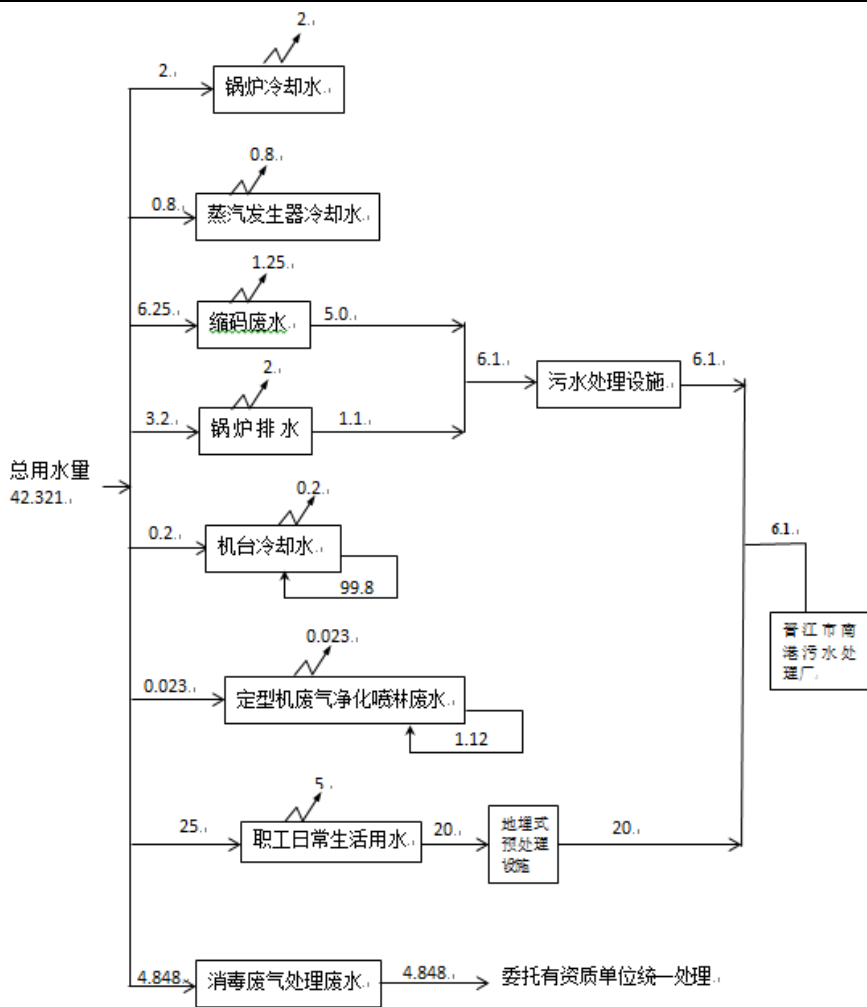 2
2
锅炉冷却水
0.8
0.8
蒸汽发生器冷却水
1.25
6.25
缩码废水
5.0
6.1
污水处理设施
6.1
2
3.2
锅炉排水
1.1
总用水量
42.321
0.2
0.2
机台冷却水
99.8
6.1
晋江市南
港污水处
理厂
0.023
0.023
定型机废气净化喷淋废水
1.12
5
25
职工日常生活用水
20
地埋式
预处理
设施
20
4.848
消毒废气处理废水
4.848
委托有资质单位统一处理